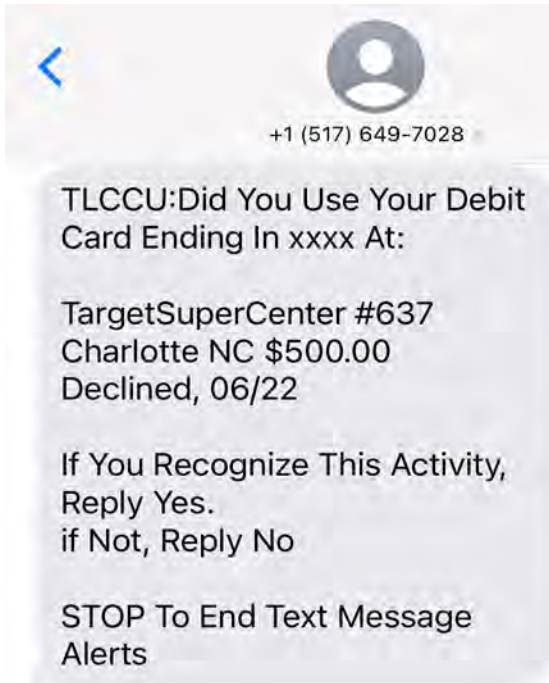 +1 (517) 649-7028
TLCCU:Did You Use Your Debit
Card Ending In xxxx At:
TargetSuperCenter #637
Charlotte NC $500.00
Declined, 06/22
If You Recognize This Activity,
Reply Yes.
if Not, Reply No
STOP To End Text Message
Alerts